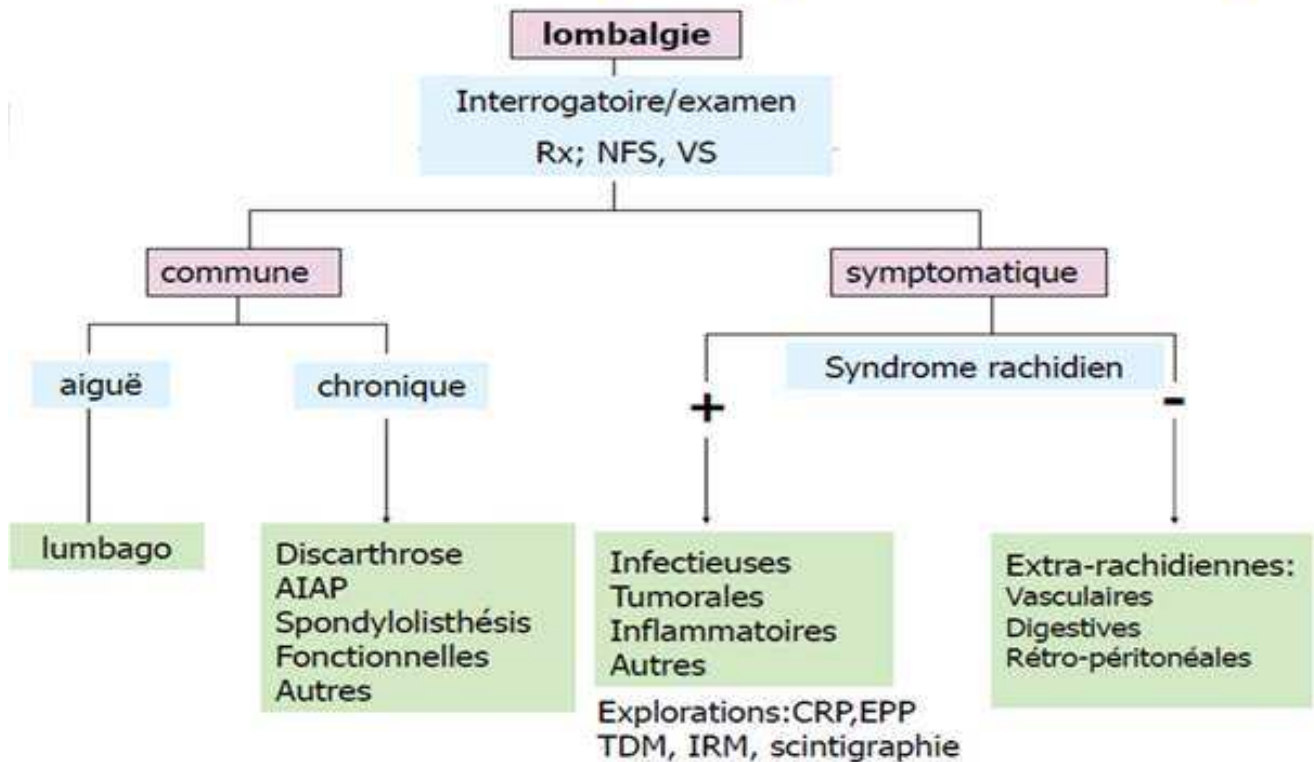 lombalgie
Interrogatoire/examen
Rx; NFS, VS
commune
symptomatique
aiguë
chronique
Syndrome rachidien
+
-
lumbago
Discarthrose
AIAP
Spondylolisthésis
Fonctionnelles
Autres
Infectieuses
Tumorales
Inflammatoires
Autres
Explorations:CRP,EPP
TDM, IRM, scintigraphie
Extra-rachidiennes:
Vasculaires
Digestives
Rétro-péritonéales